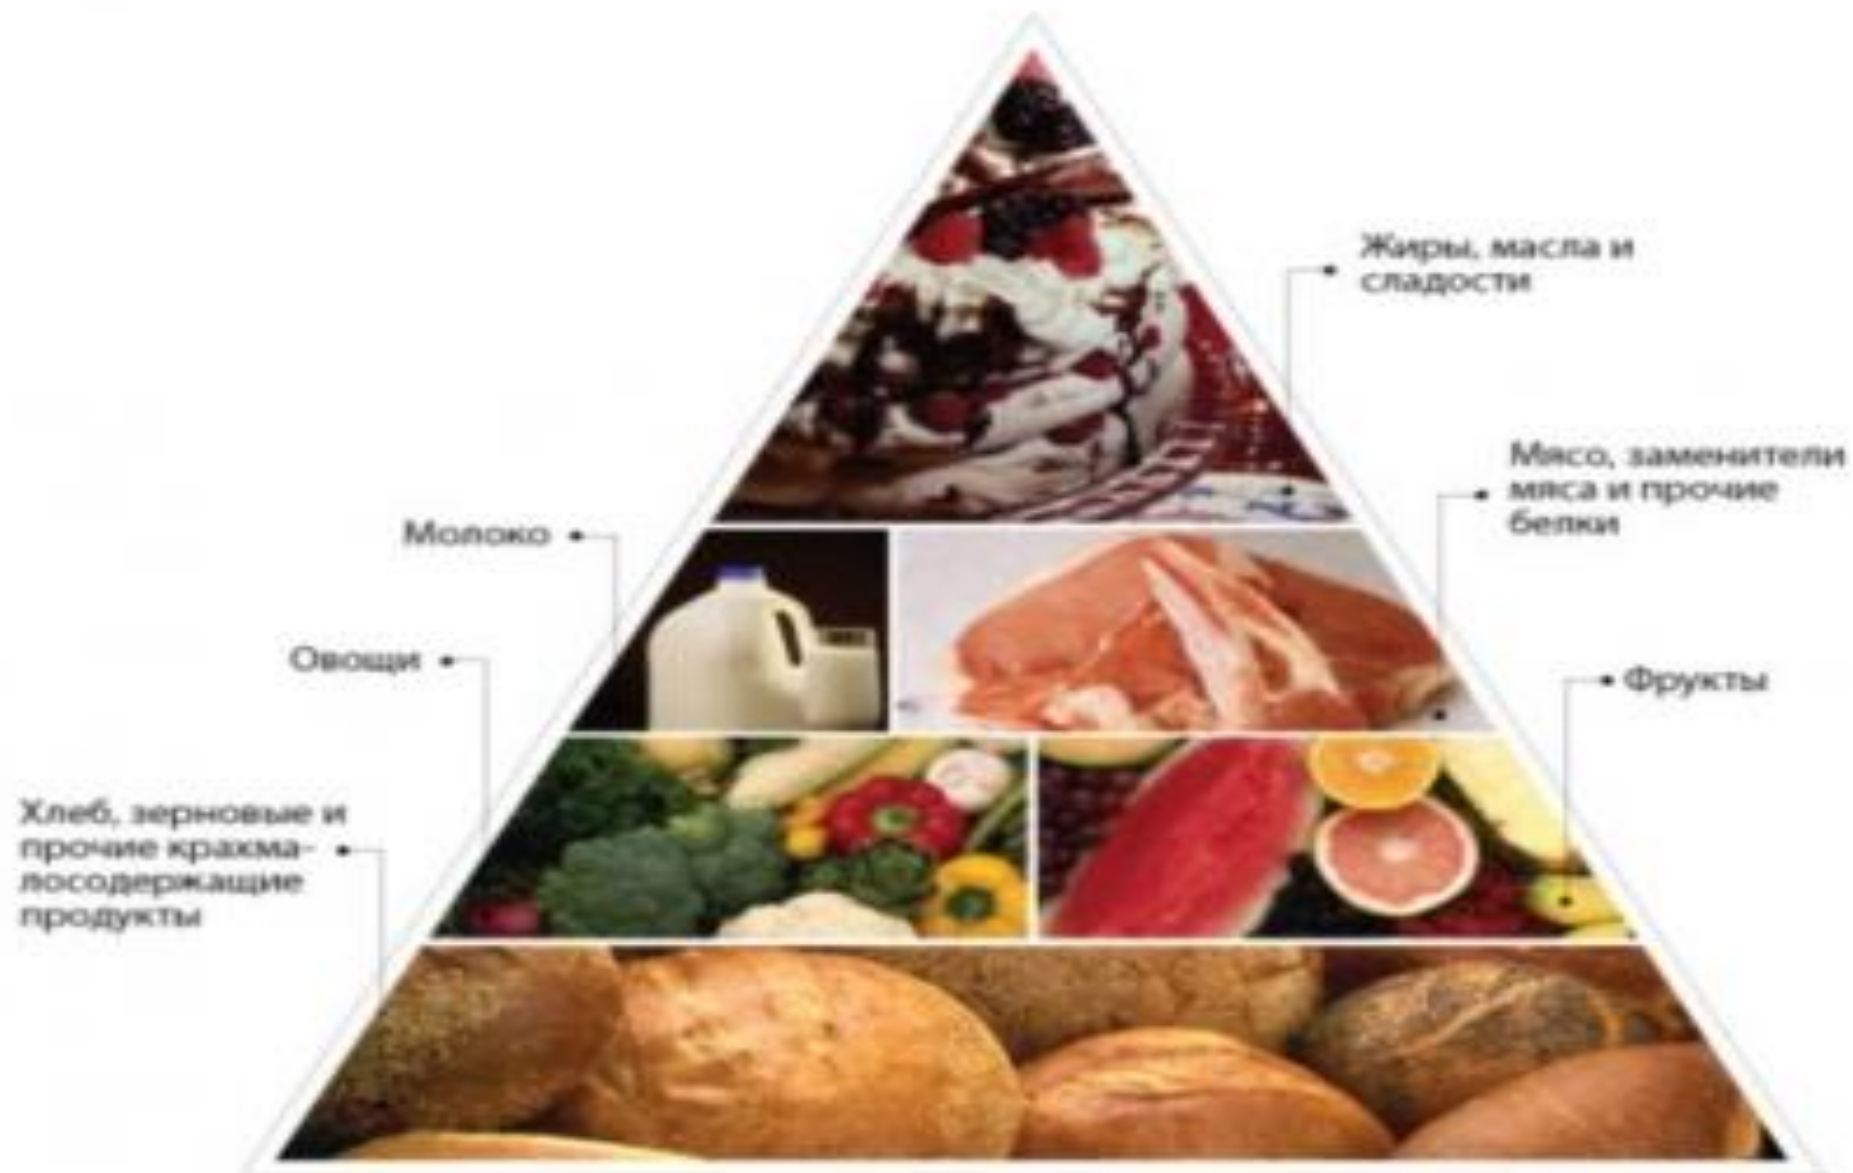 Жиры, масла и
сладости
Мясо, заменители
мяса и прочие
белки
Молоко
Овощи
Фрукты
Хлеб, зерновые и
прочие крахма-
лосодержащие
продукты